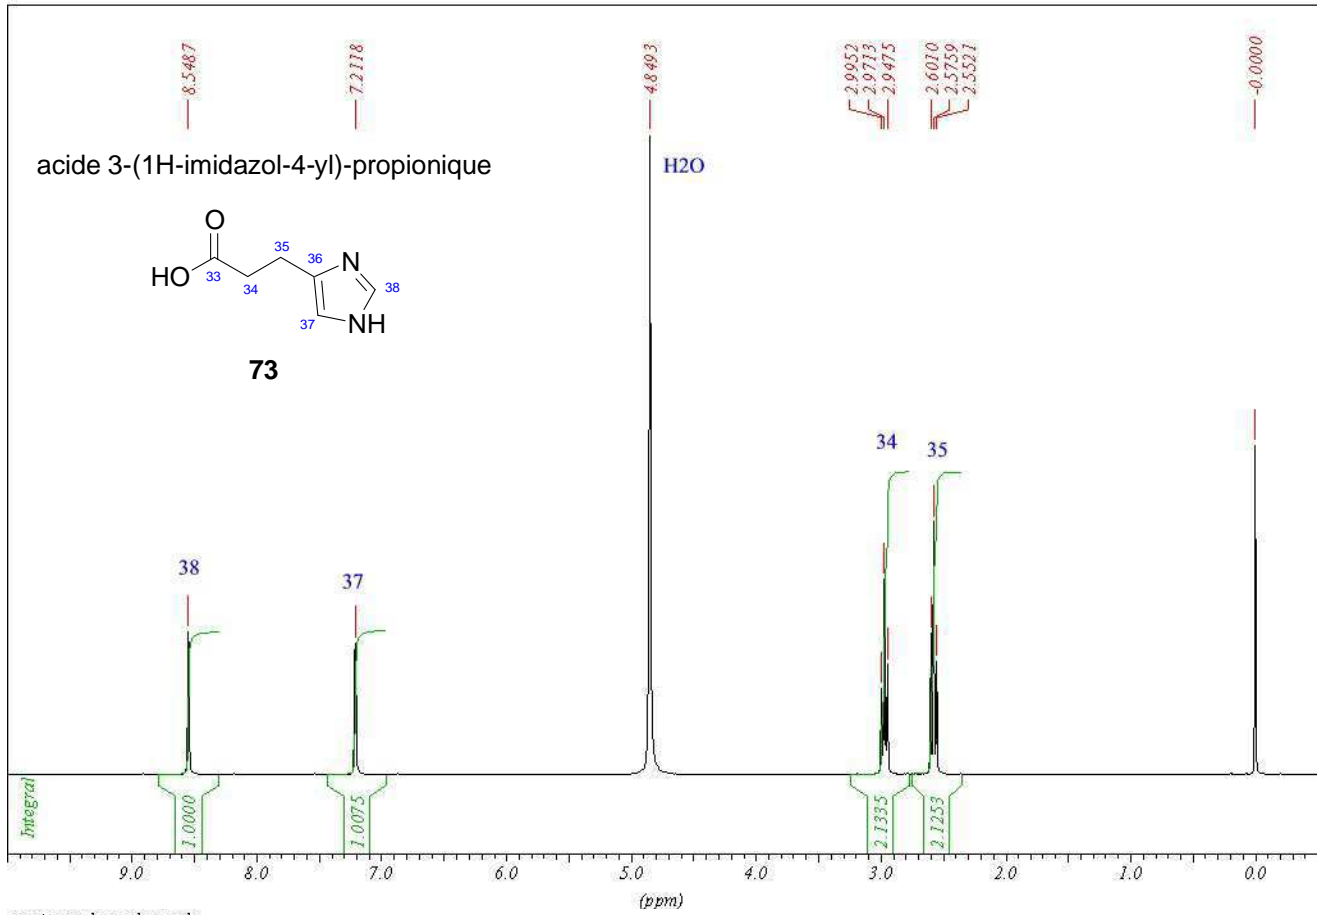 8.5487
7.2118
4.8493
2.9952
2.9713
2.9475
2.6010
2.5759
2.5521
-0.0000
acide 3-(1H-imidazol-4-yl)-propionique
H2O
O
35
36
N
HO
33
34
38
37
NH
73
34
35
38
37
Integral
1.0000
1.0075
2.1335
2.1253
9.0 8.0 7.0 6.0 5.0 4.0 3.0 2.0 1.0 0.0
(ppm)